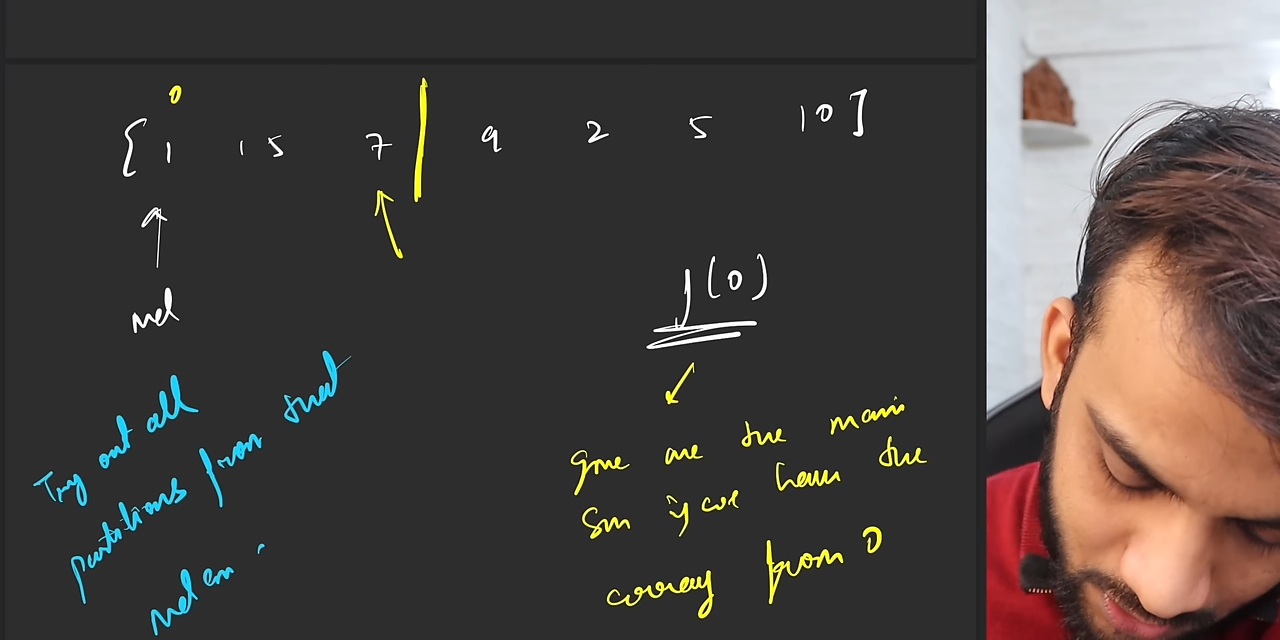 0
{ 1 15 7 | 9 2 5 10 ]
ind
f(0)
Try out all
partitions from that
index
give me the max
sum if we have the
array from 0